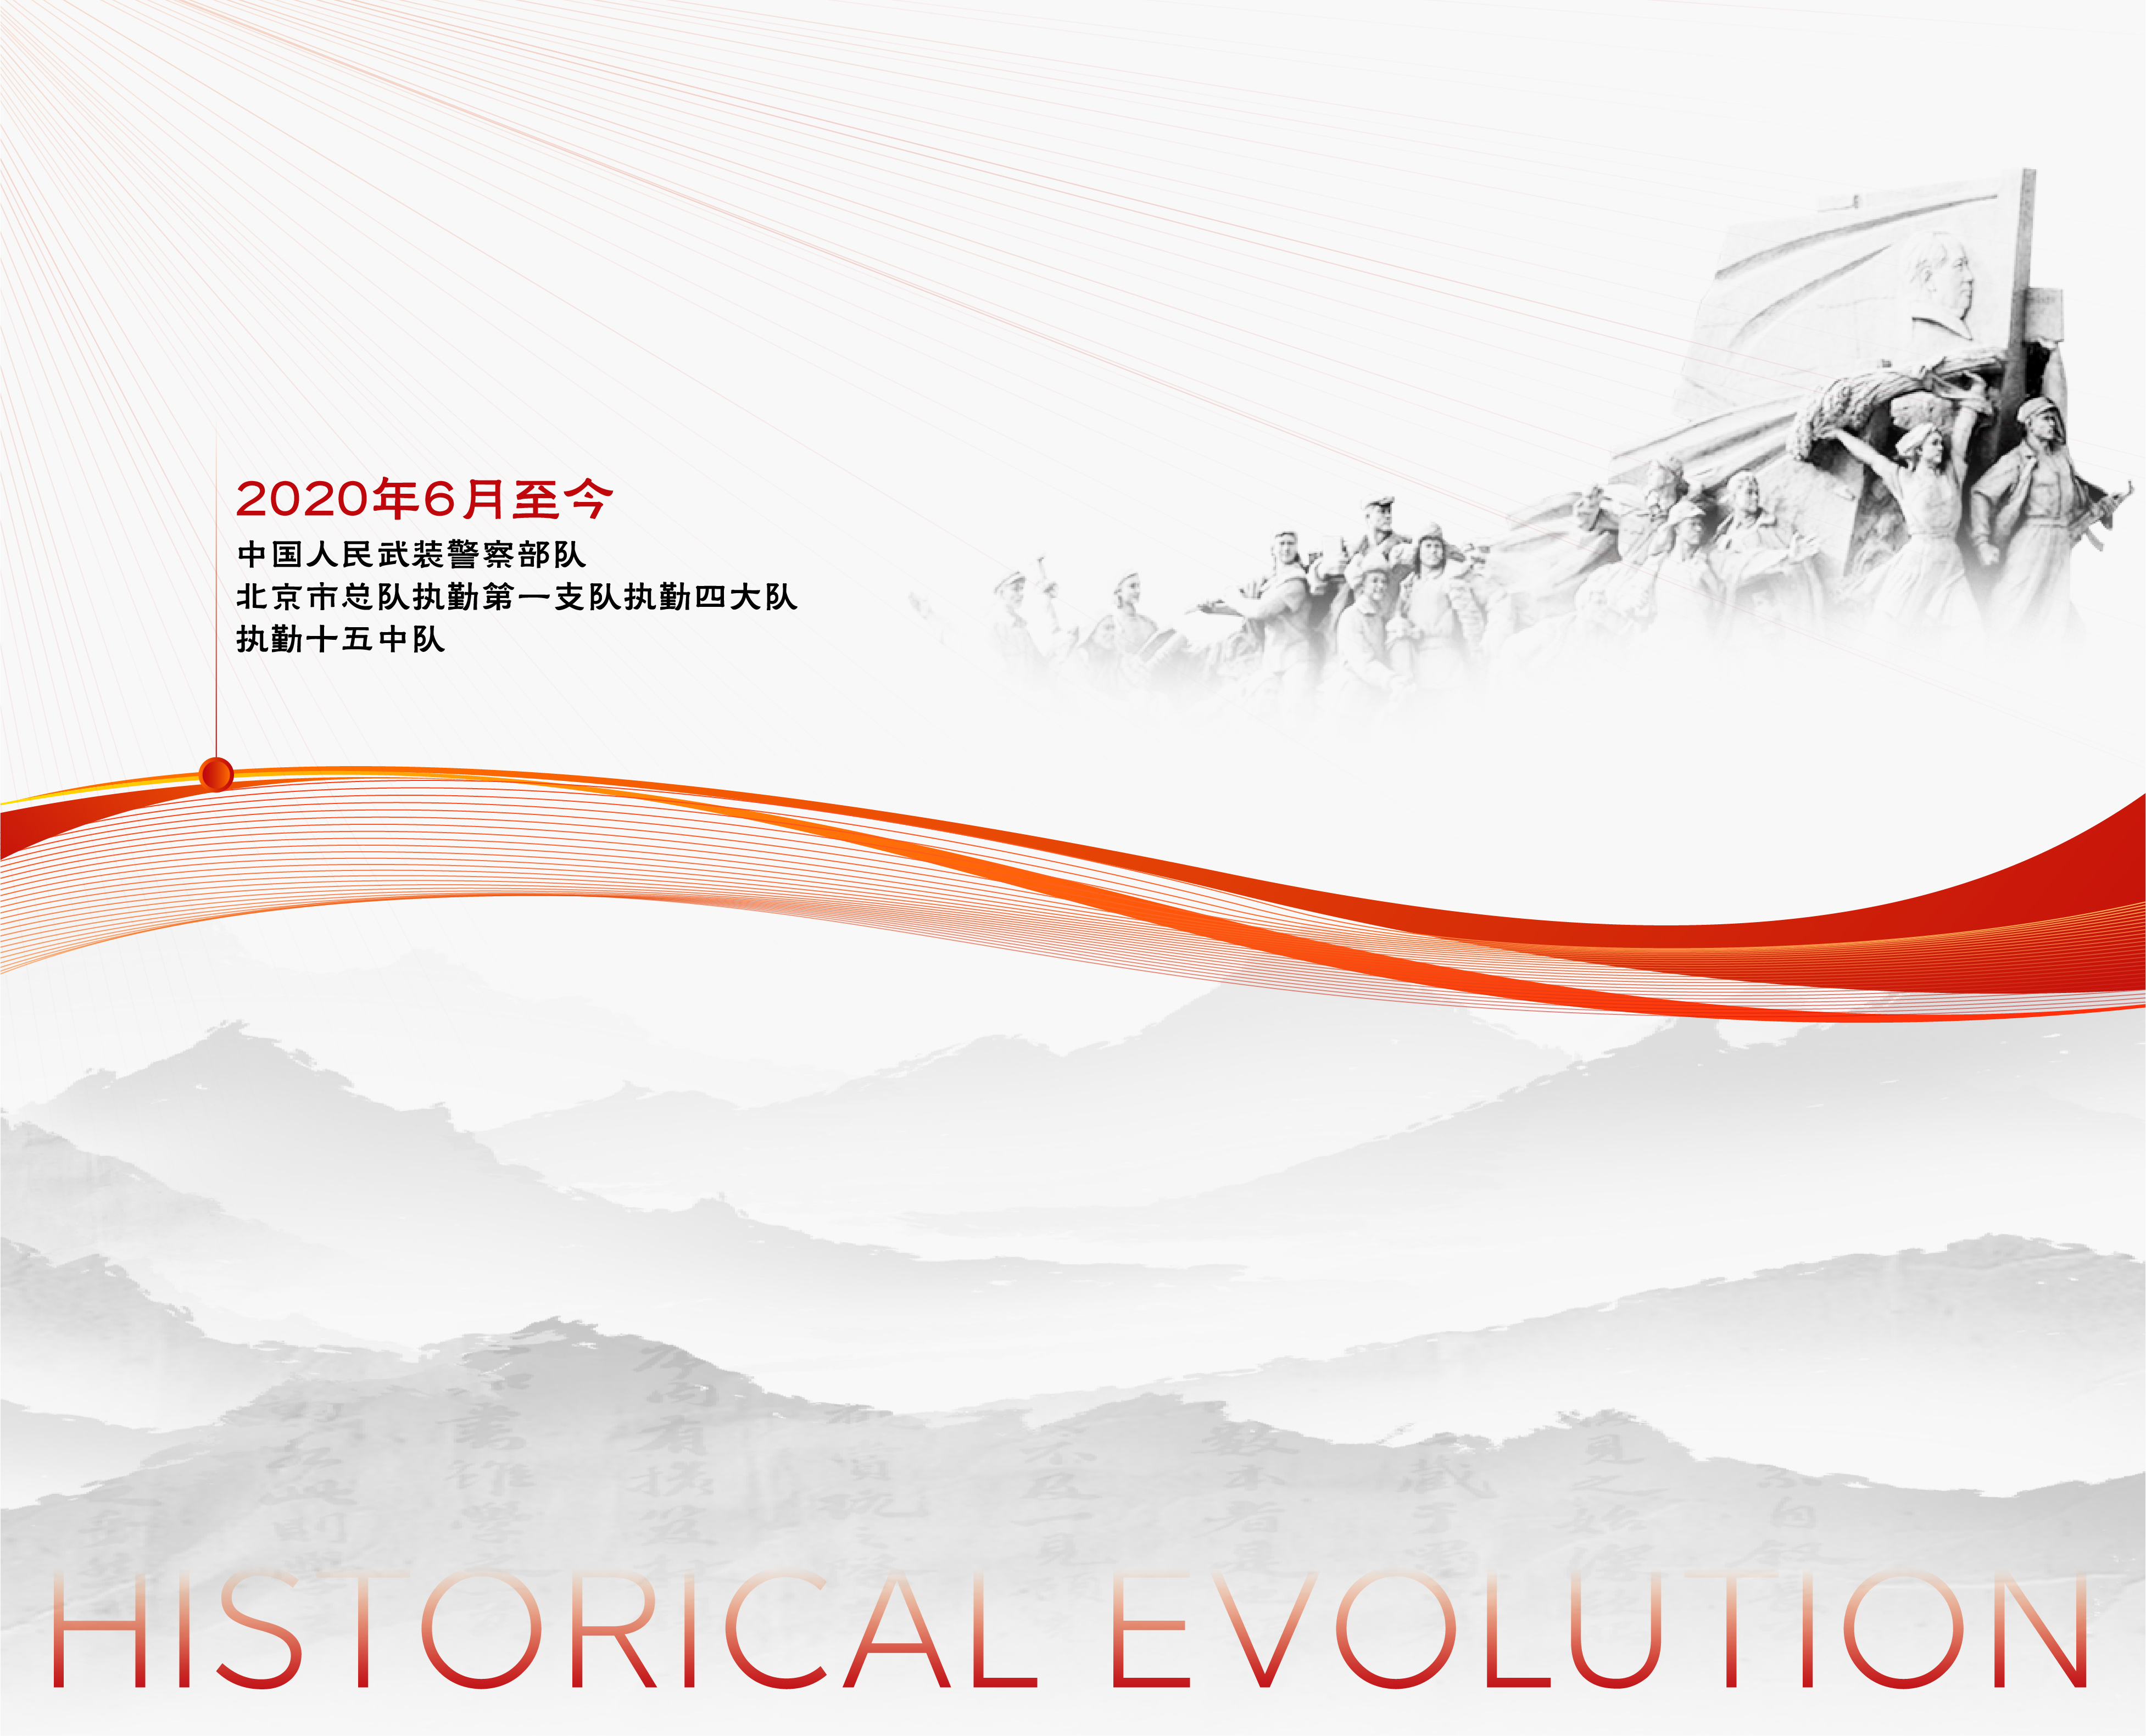 2020年6月至今
中国人民武装警察部队
北京市总队执勤第一支队执勤四大队
执勤十五中队
HISTORICAL EVOLUTION